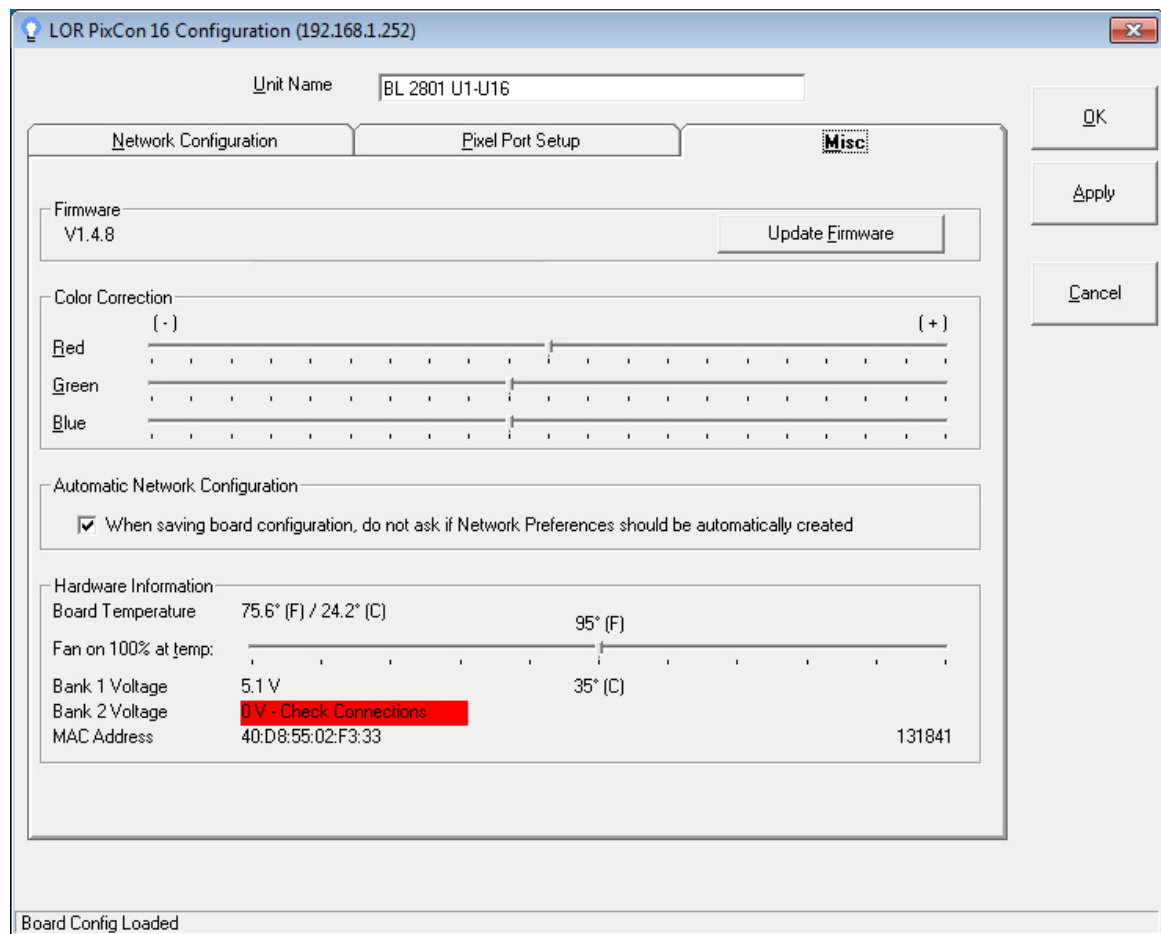 LOR PixCon 16 Configuration (192.168.1.252)
Unit Name BL 2801 U1-U16
OK
Network Configuration Pixel Port Setup Misc
Apply
Firmware
V1.4.8 Update Firmware
Cancel
Color Correction
(-) (+)
Red
Green
Blue
Automatic Network Configuration
When saving board configuration, do not ask if Network Preferences should be automatically created
Hardware Information
Board Temperature 75.6° (F) / 24.2° (C)
95° (F)
Fan on 100% at temp:
Bank 1 Voltage 5.1 V 35° (C)
Bank 2 Voltage 0 V - Check Connections
MAC Address 40:D8:55:02:F3:33 131841
Board Config Loaded